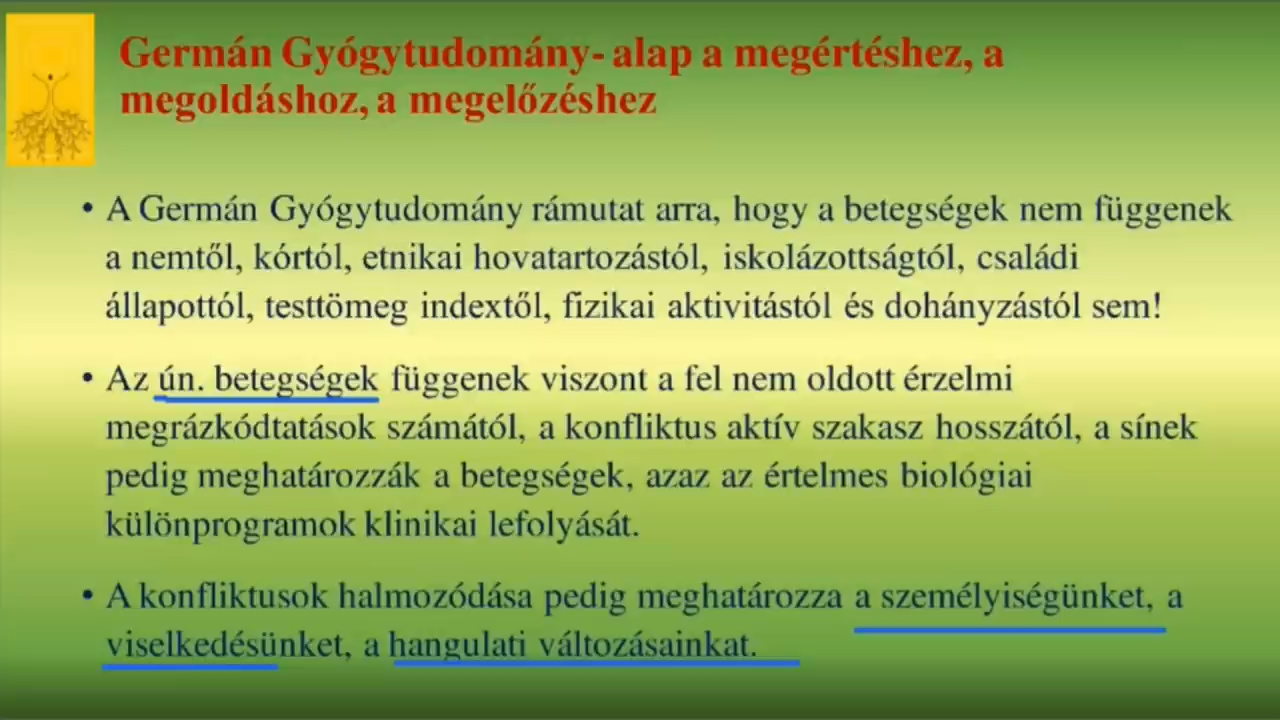 Germán Gyógytudomány- alap a megértéshez, a
megoldáshoz, a megelőzéshez
• A Germán Gyógytudomány rámutat arra, hogy a betegségek nem függenek
a nemtől, kórtól, etnikai hovatartozástól, iskolázottságtól, családi
állapottól, testtömeg indextől, fizikai aktivitástól és dohányzástól sem!
• Az ún. betegségek függenek viszont a fel nem oldott érzelmi
megrázkódtatások számától, a konfliktus aktív szakasz hosszától, a sínek
pedig meghatározzák a betegségek, azaz az értelmes biológiai
különprogramok klinikai lefolyását.
• A konfliktusok halmozódása pedig meghatározza a személyiségünket, a
viselkedésünket, a hangulati változásainkat.